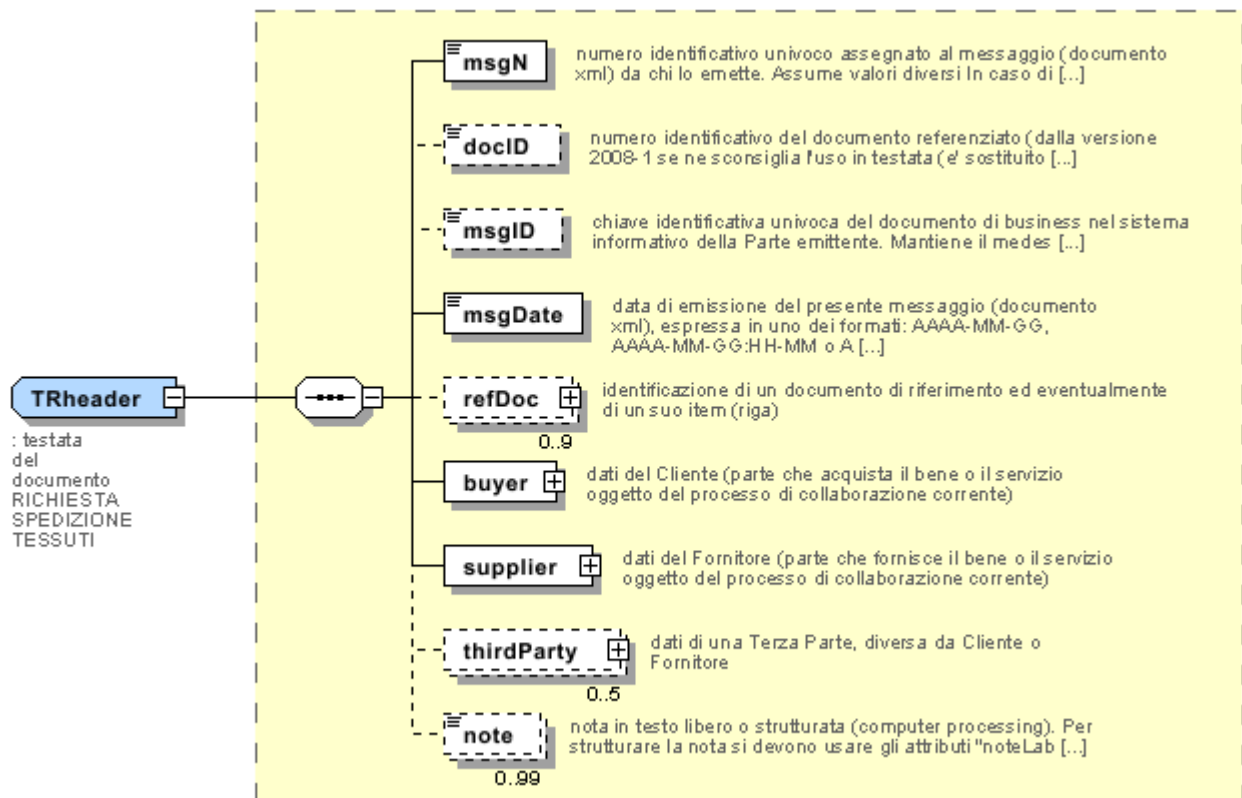 msgN
numero identificativo univoco assegnato al messaggio (documento
xml) da chi lo emette. Assume valori diversi In caso di [...]
docID
numero identificativo del documento referenziato (dalla versione
2008-1 se ne sconsiglia l'uso in testata (e' sostituito [...]
msgID
chiave identificativa univoca del documento di business nel sistema
informativo della Parte emittente. Mantiene il medes [...]
msgDate
data di emissione del presente messaggio (documento
xml), espressa in uno dei formati: AAAA-MM-GG,
AAAA-MM-GG:HH-MM o A [...]
TRheader
: testata
del
documento
RICHIESTA
SPEDIZIONE
TESSUTI
refDoc
0..9
identificazione di un documento di riferimento ed eventualmente
di un suo item (riga)
buyer
dati del Cliente (parte che acquista il bene o il servizio
oggetto del processo di collaborazione corrente)
supplier
dati del Fornitore (parte che fornisce il bene o il servizio
oggetto del processo di collaborazione corrente)
thirdParty
0..5
dati di una Terza Parte, diversa da Cliente o
Fornitore
note
0..99
nota in testo libero o strutturata (computer processing). Per
strutturare la nota si devono usare gli attributi "noteLab [...]